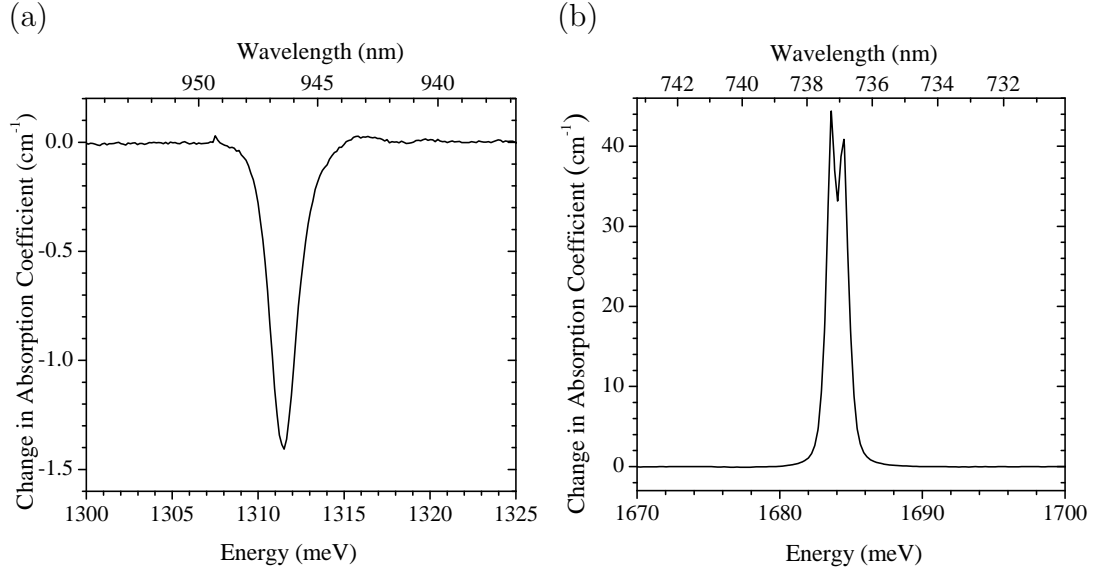 (a)
Wavelength (nm)
950 945 940
Change in Absorption Coefficient (cm-1)
0.0
-0.5
-1.0
-1.5
1300 1305 1310 1315 1320 1325
Energy (meV)
(b)
Wavelength (nm)
742 740 738 736 734 732
Change in Absorption Coefficient (cm-1)
40
30
20
10
0
1670 1680 1690 1700
Energy (meV)